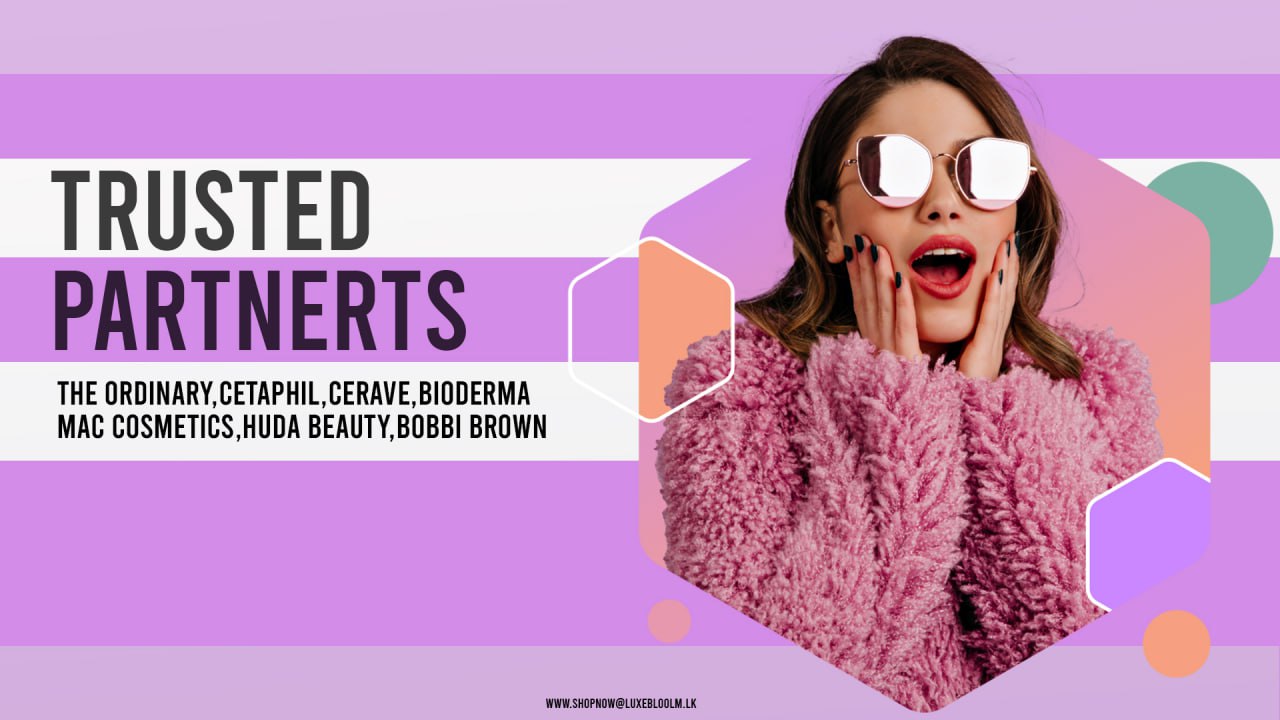 TRUSTED
PARTNERTS
THE ORDINARY,CETAPHIL,CERAVE,BIODERMA
MAC COSMETICS,HUDA BEAUTY,BOBBI BROWN
WWW.SHOPNOW@LUXEBLOOLM.LK